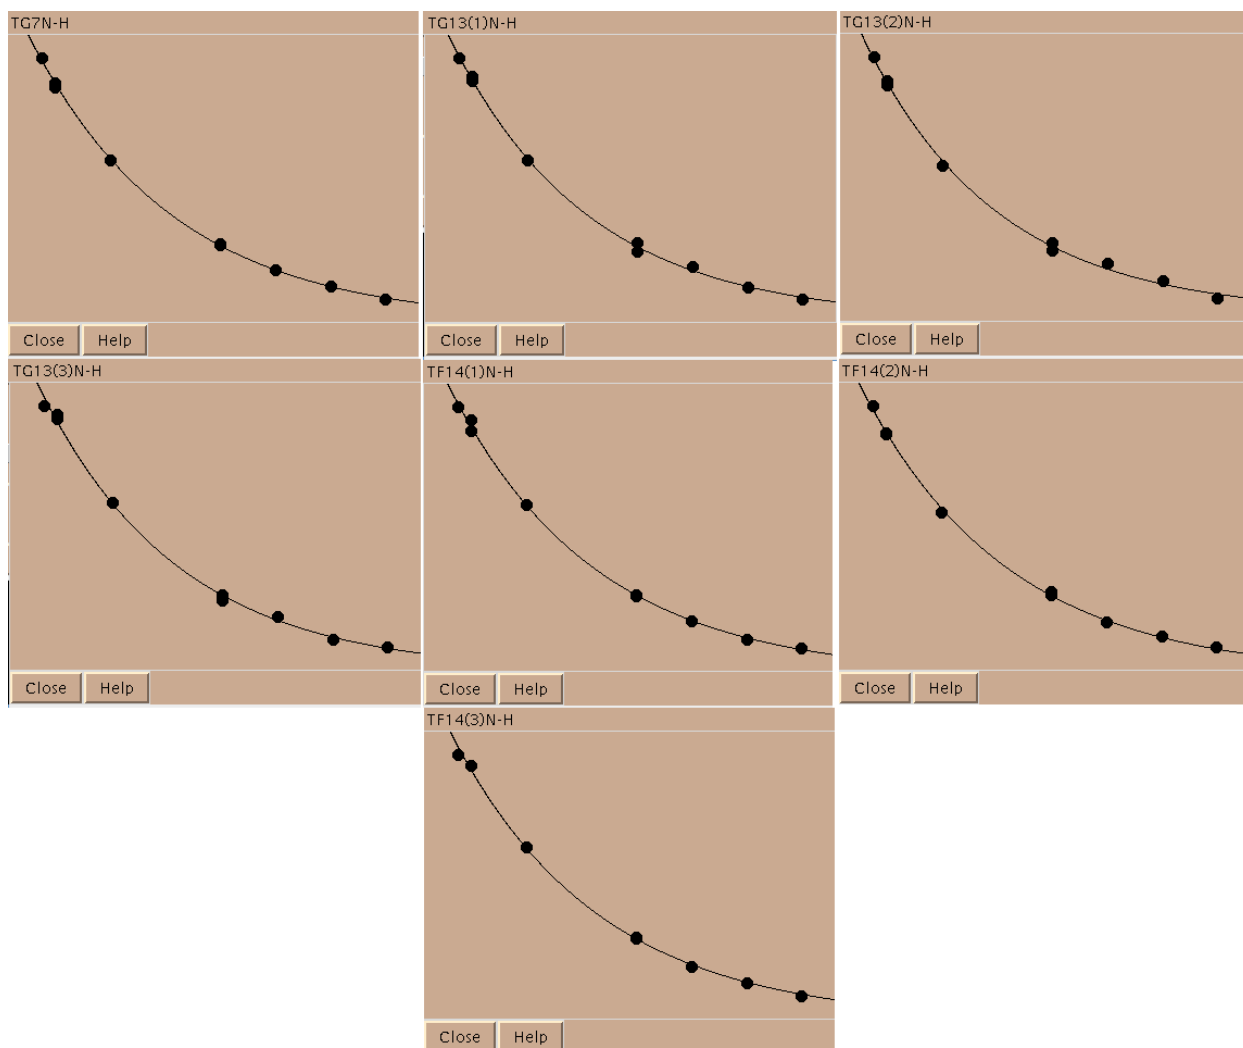 TG7N-H
TG13(1)N-H
TG13(2)N-H
Close Help
Close Help
Close Help
TG13(3)N-H
TF14(1)N-H
TF14(2)N-H
Close Help
Close Help
Close Help
TF14(3)N-H
Close Help